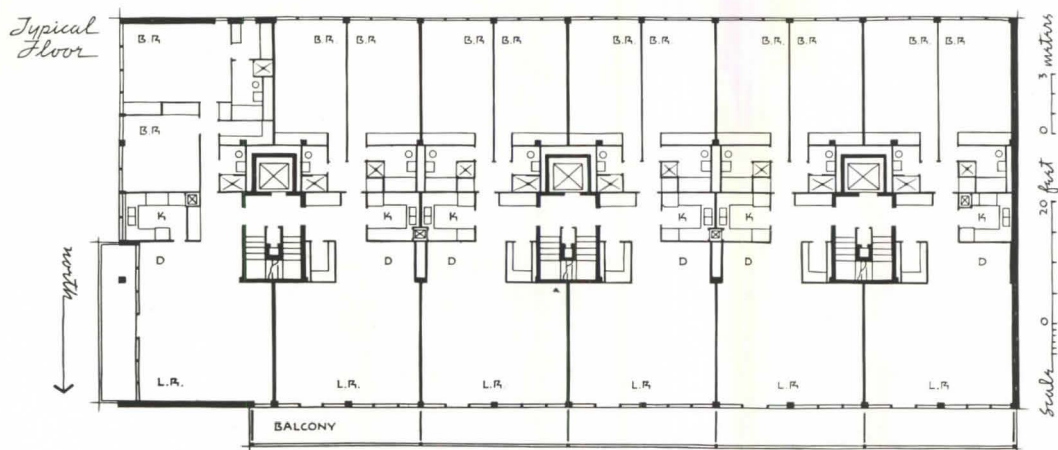 Typical
Floor
B.R.
B.R. B.R.
B.R. B.R.
B.R. B.R.
B.R. B.R.
B.R. B.R.
B.R.
K K K K K K
D D D D D D
L.R. L.R. L.R. L.R. L.R. L.R.
BALCONY
north
Scale 0 20 feet 0 3 meters